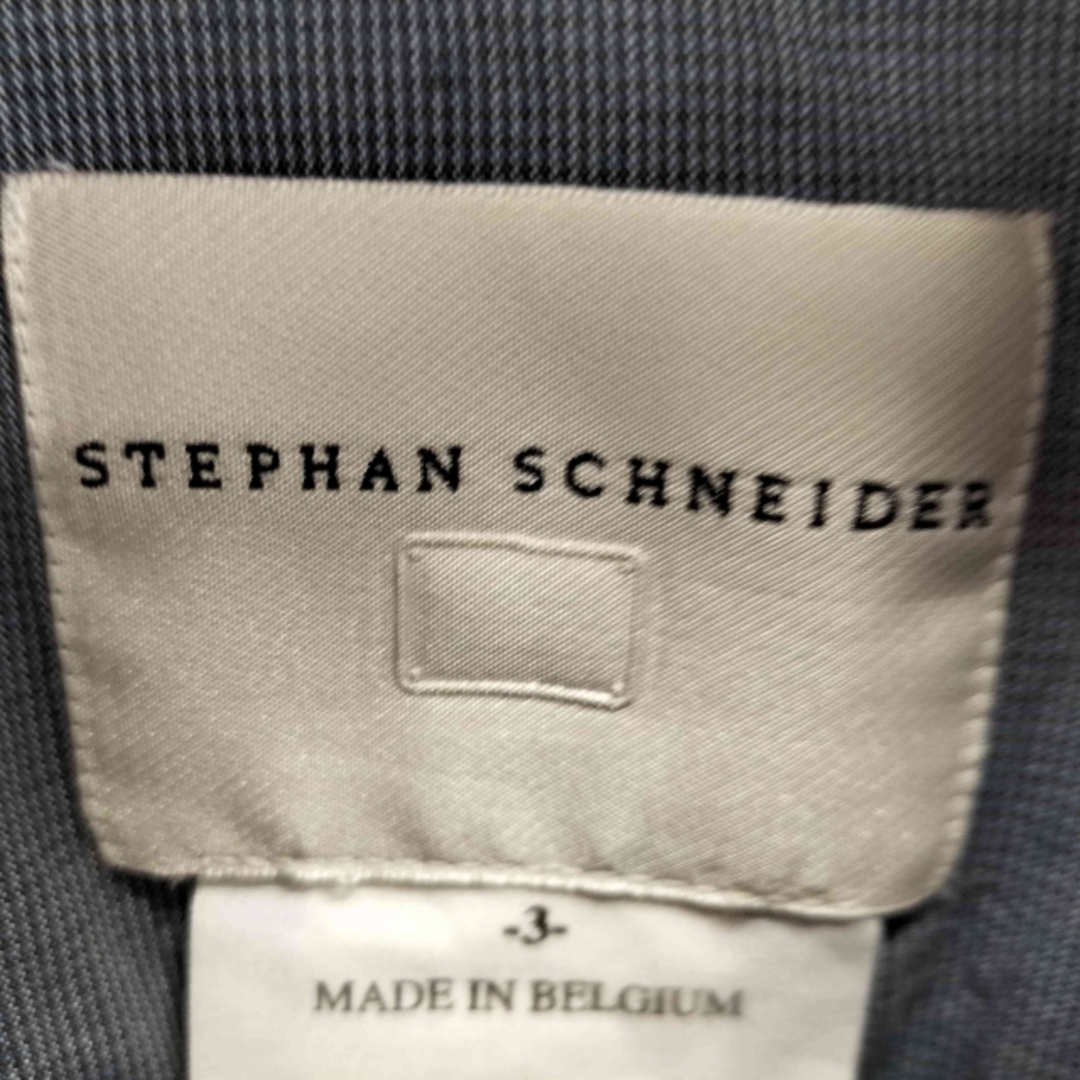 STEPHAN SCHNEIDER
-3-
MADE IN BELGIUM